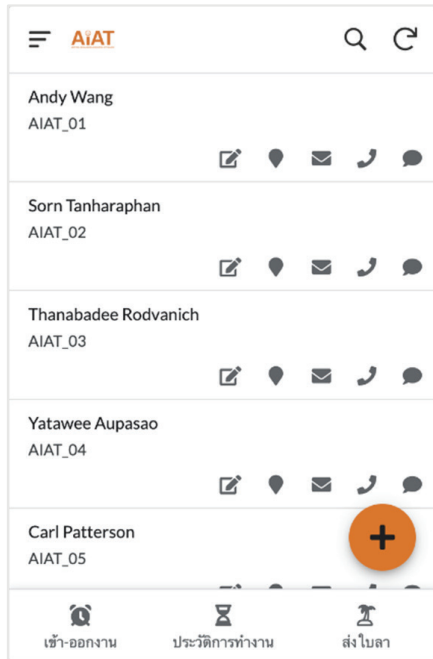 AiAT
Andy Wang
AIAT_01
Sorn Tanharaphan
AIAT_02
Thanabadee Rodvanich
AIAT_03
Yatawee Aupasao
AIAT_04
Carl Patterson
AIAT_05
เข้า-ออกงาน ประวัติการทำงาน ส่งใบลา